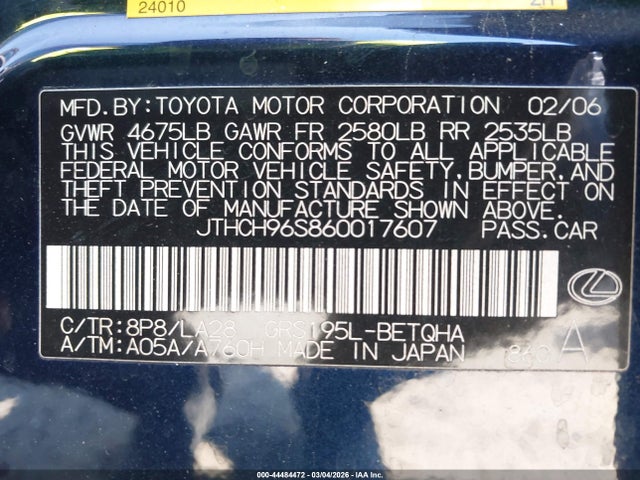 24010
MFD.BY:TOYOTA MOTOR CORPORATION 02/06
GVWR 4675LB GAWR FR 2580LB RR 2535LB
THIS VEHICLE CONFORMS TO ALL APPLICABLE
FEDERAL MOTOR VEHICLE SAFETY,BUMPER,AND
THEFT PREVENTION STANDARDS IN EFFECT ON
THE DATE OF MANUFACTURE SHOWN ABOVE.
JTHCH96S860017607 PASS.CAR
C/TR:8P8/LA28 GRS195L-BETQHA
A/TM:A05A/A760H MADE IN JAPAN 860 A
000-44484472 - 03/04/2026 - IAA Inc.